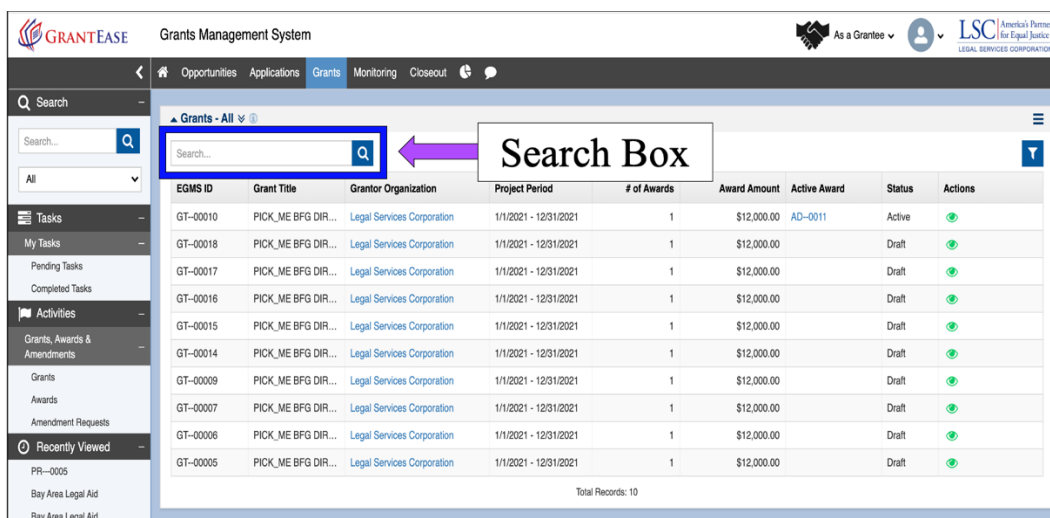 GRANTEASE Grants Management System As a Grantee LSC America's Partne
for Equal Justice
LEGAL SERVICES CORPORATION
Opportunities Applications Grants Monitoring Closeout
Search
Search...
All
Tasks
My Tasks
Pending Tasks
Completed Tasks
Activities
Grants, Awards &
Amendments
Grants
Awards
Amendment Requests
Recently Viewed
PR---0005
Bay Area Legal Aid
Bay Area Legal Aid
Grants - All
Search...
Search Box
EGMS ID Grant Title Grantor Organization Project Period # of Awards Award Amount Active Award Status Actions
GT--00010 PICK_ME BFG DIR... Legal Services Corporation 1/1/2021 - 12/31/2021 1 $12,000.00 AD--0011 Active
GT--00018 PICK_ME BFG DIR... Legal Services Corporation 1/1/2021 - 12/31/2021 1 $12,000.00 Draft
GT--00017 PICK_ME BFG DIR... Legal Services Corporation 1/1/2021 - 12/31/2021 1 $12,000.00 Draft
GT--00016 PICK_ME BFG DIR... Legal Services Corporation 1/1/2021 - 12/31/2021 1 $12,000.00 Draft
GT--00015 PICK_ME BFG DIR... Legal Services Corporation 1/1/2021 - 12/31/2021 1 $12,000.00 Draft
GT--00014 PICK_ME BFG DIR... Legal Services Corporation 1/1/2021 - 12/31/2021 1 $12,000.00 Draft
GT--00009 PICK_ME BFG DIR... Legal Services Corporation 1/1/2021 - 12/31/2021 1 $12,000.00 Draft
GT--00007 PICK_ME BFG DIR... Legal Services Corporation 1/1/2021 - 12/31/2021 1 $12,000.00 Draft
GT--00006 PICK_ME BFG DIR... Legal Services Corporation 1/1/2021 - 12/31/2021 1 $12,000.00 Draft
GT--00005 PICK_ME BFG DIR... Legal Services Corporation 1/1/2021 - 12/31/2021 1 $12,000.00 Draft
Total Records: 10